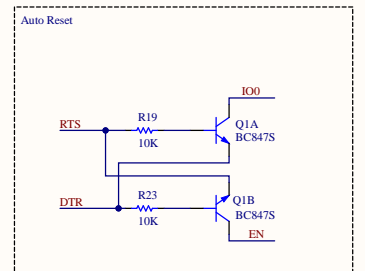 Auto Reset
IO0
R19
Q1A
RTS
BC847S
10K
R23
Q1B
DTR
BC847S
10K
EN